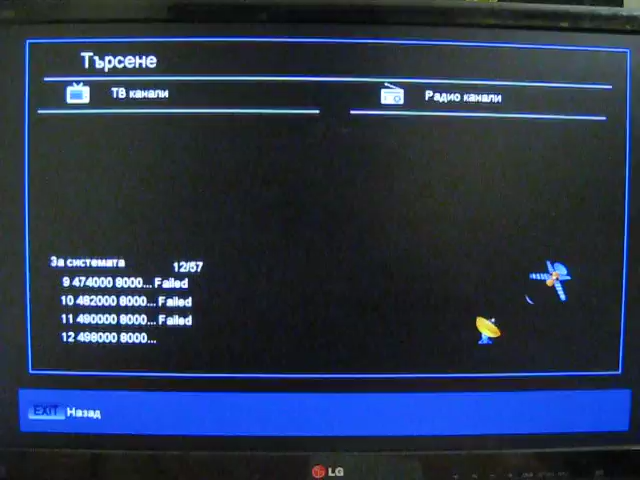 Търсене
ТВ канали
Радио канали
За системата 12/57
9 474000 8000... Failed
10 482000 8000... Failed
11 490000 8000... Failed
12 498000 8000...
EXIT Назад
LG